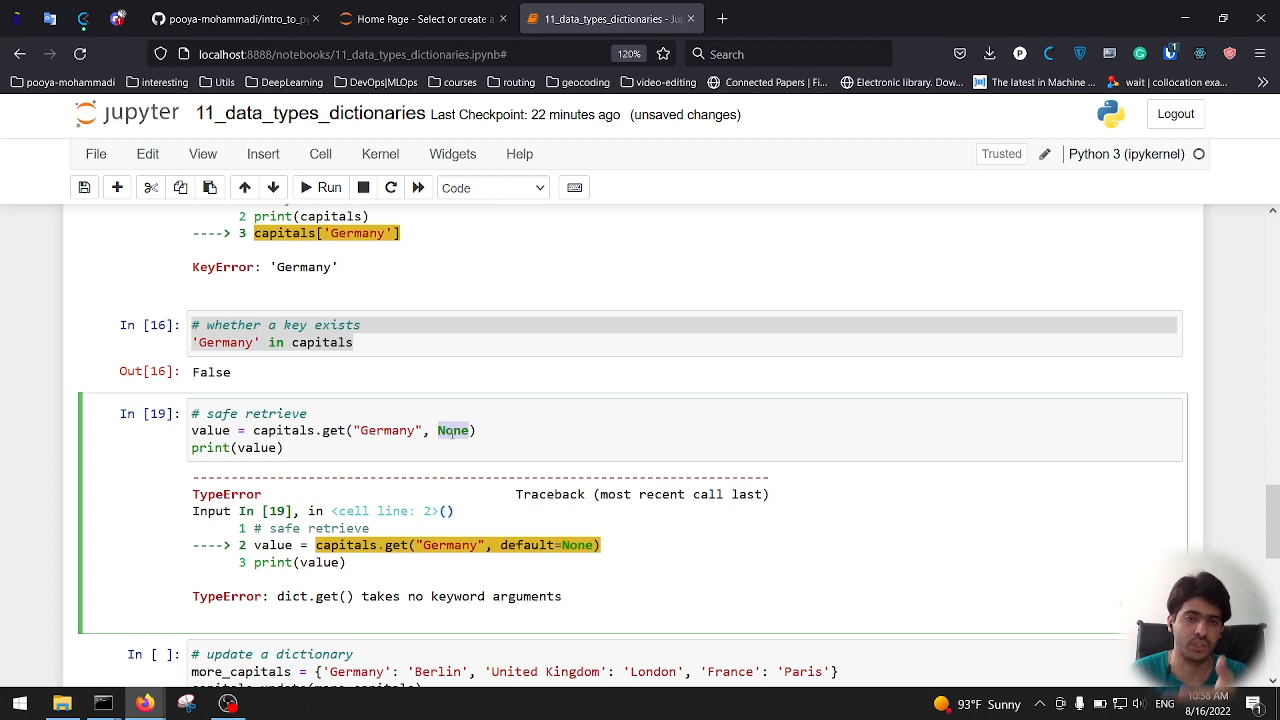 pooya-mohammadi/intro_to_py
Home Page - Select or create a
11_data_types_dictionaries - Ju
localhost:8888/notebooks/11_data_types_dictionaries.ipynb#
120%
Search
pooya-mohammadi
interesting
Utils
DeepLearning
DevOps|MLOps
courses
routing
geocoding
video-editing
Connected Papers | Fi…
Electronic library. Dow…
The latest in Machine …
wait | collocation exa…
jupyter 11_data_types_dictionaries Last Checkpoint: 22 minutes ago (unsaved changes)
Logout
File Edit View Insert Cell Kernel Widgets Help
Trusted
Python 3 (ipykernel)
Run
Code
2 print(capitals)
----> 3 capitals['Germany']
KeyError: 'Germany'
In [16]: # whether a key exists
'Germany' in capitals
Out[16]: False
In [19]: # safe retrieve
value = capitals.get("Germany", None)
print(value)
---------------------------------------------------------------------------
TypeError Traceback (most recent call last)
Input In [19], in <cell line: 2>()
1 # safe retrieve
----> 2 value = capitals.get("Germany", default=None)
3 print(value)
TypeError: dict.get() takes no keyword arguments
In [ ]: # update a dictionary
more_capitals = {'Germany': 'Berlin', 'United Kingdom': 'London', 'France': 'Paris'}
93°F Sunny
ENG
10:58 AM
8/16/2022